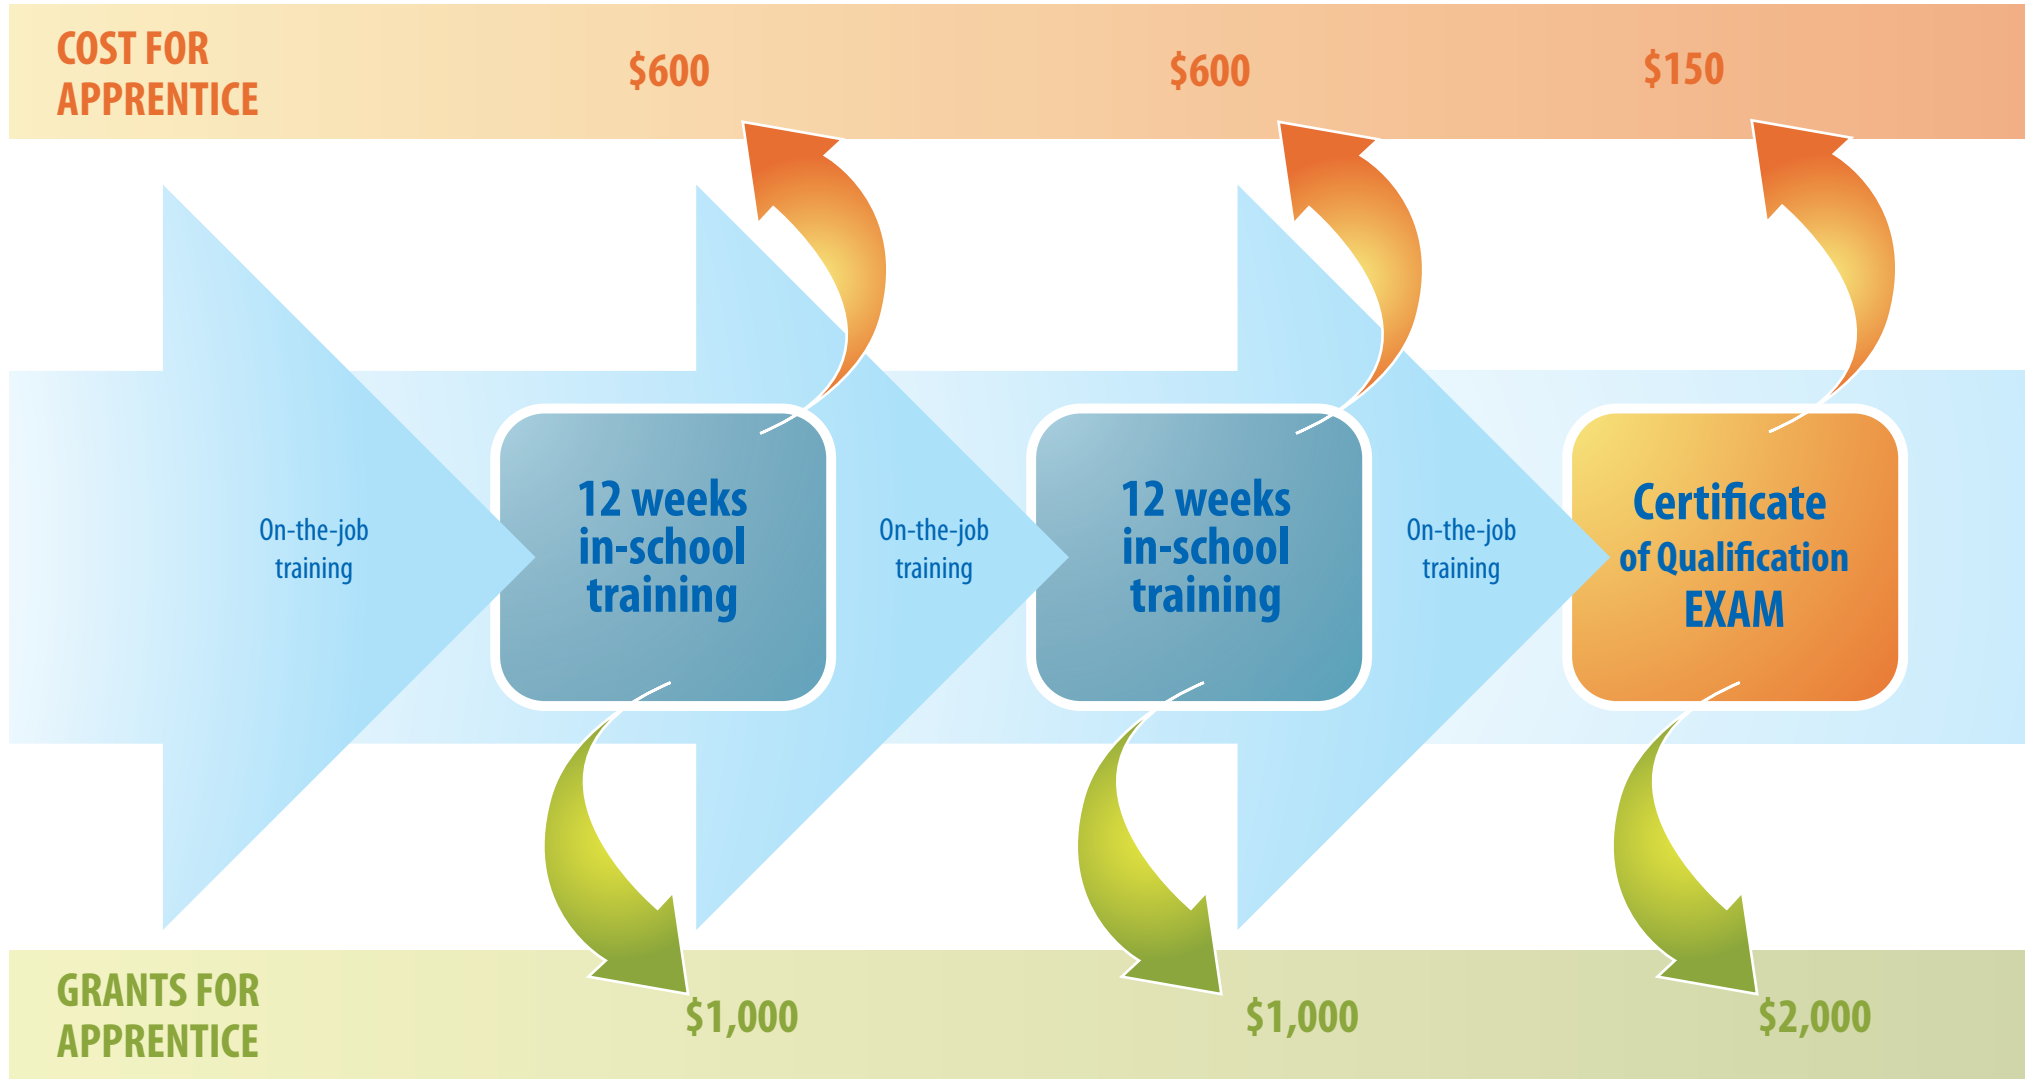 COST FOR
APPRENTICE
$600
$600
$150
On-the-job
training
12 weeks
in-school
training
On-the-job
training
12 weeks
in-school
training
On-the-job
training
Certificate
of Qualification
EXAM
GRANTS FOR
APPRENTICE
$1,000
$1,000
$2,000